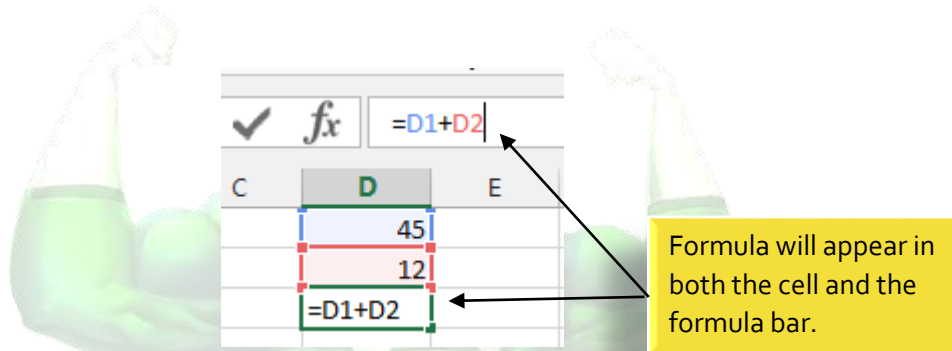 fx =D1+D2
C D E
45
12
=D1+D2
Formula will appear in
both the cell and the
formula bar.